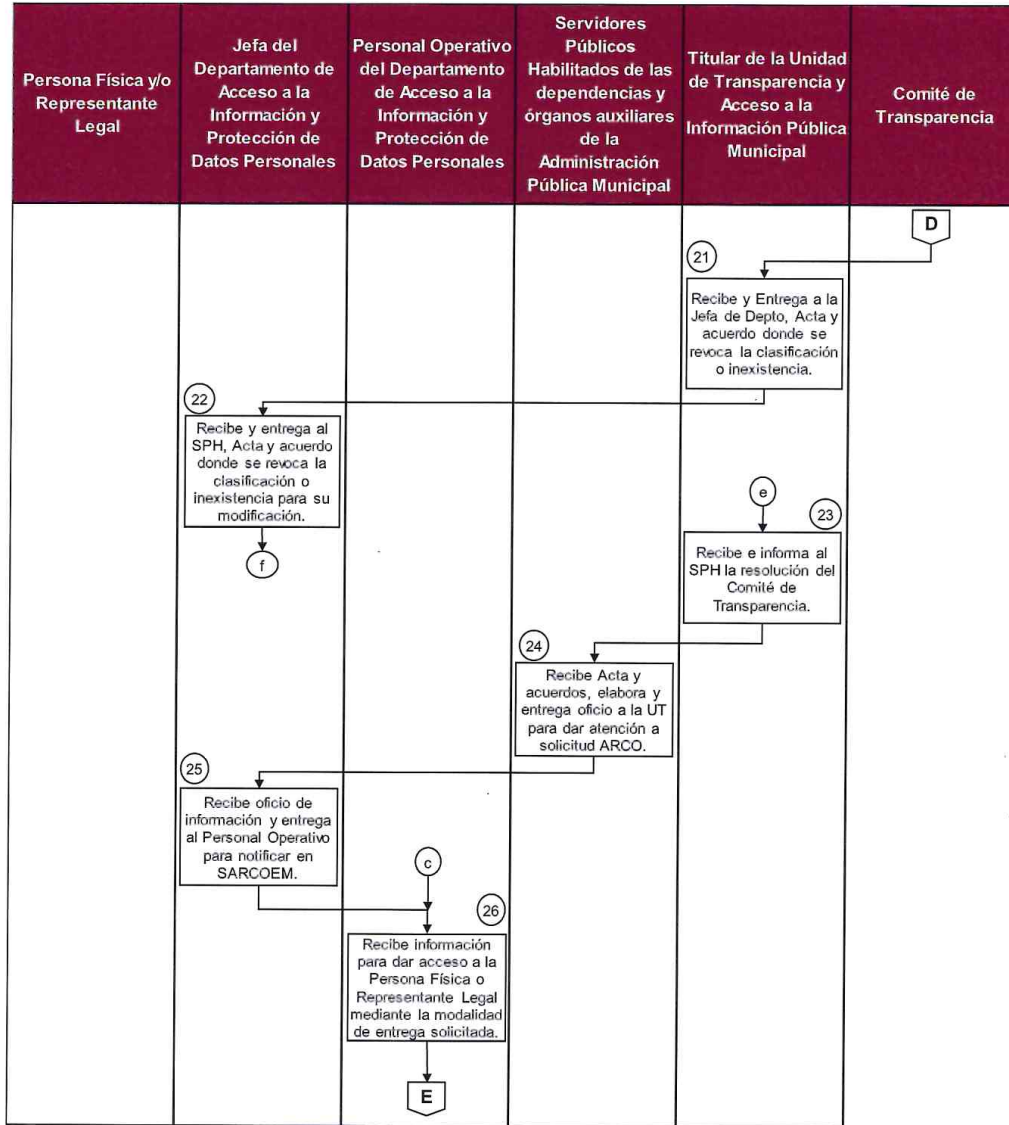 Persona Física y/o
Representante
Legal
Jefa del
Departamento de
Acceso a la
Información y
Protección de
Datos Personales
Personal Operativo
del Departamento
de Acceso a la
Información y
Protección de
Datos Personales
Servidores
Públicos
Habilitados de las
dependencias y
órganos auxiliares
de la
Administración
Pública Municipal
Titular de la Unidad
de Transparencia y
Acceso a la
Información Pública
Municipal
Comité de
Transparencia
D
21
Recibe y Entrega a la
Jefa de Depto, Acta y
acuerdo donde se
revoca la clasificación
o inexistencia.
22
Recibe y entrega al
SPH, Acta y acuerdo
donde se revoca la
clasificación o
inexistencia para su
modificación.
f
e
23
Recibe e informa al
SPH la resolución del
Comité de
Transparencia.
24
Recibe Acta y
acuerdos, elabora y
entrega oficio a la UT
para dar atención a
solicitud ARCO.
25
Recibe oficio de
información y entrega
al Personal Operativo
para notificar en
SARCOEM.
c
26
Recibe información
para dar acceso a la
Persona Física o
Representante Legal
mediante la modalidad
de entrega solicitada.
E